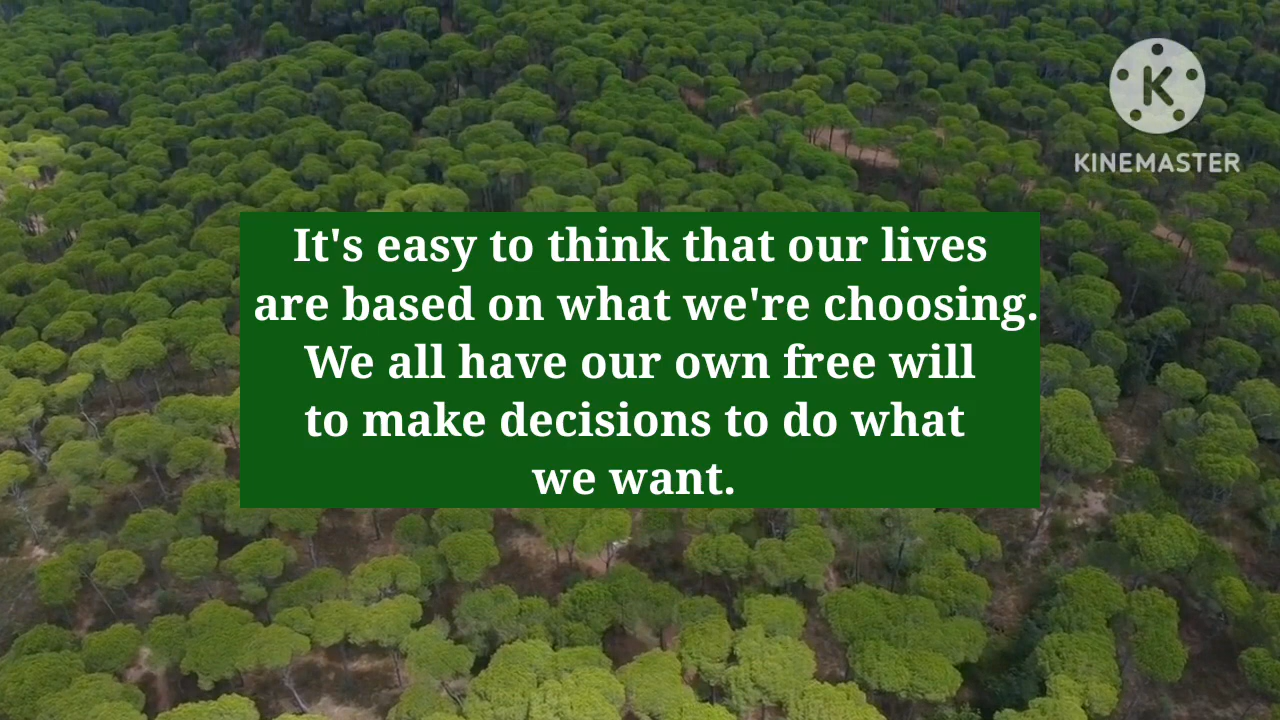 K
KINEMASTER
It's easy to think that our lives
are based on what we're choosing.
We all have our own free will
to make decisions to do what
we want.